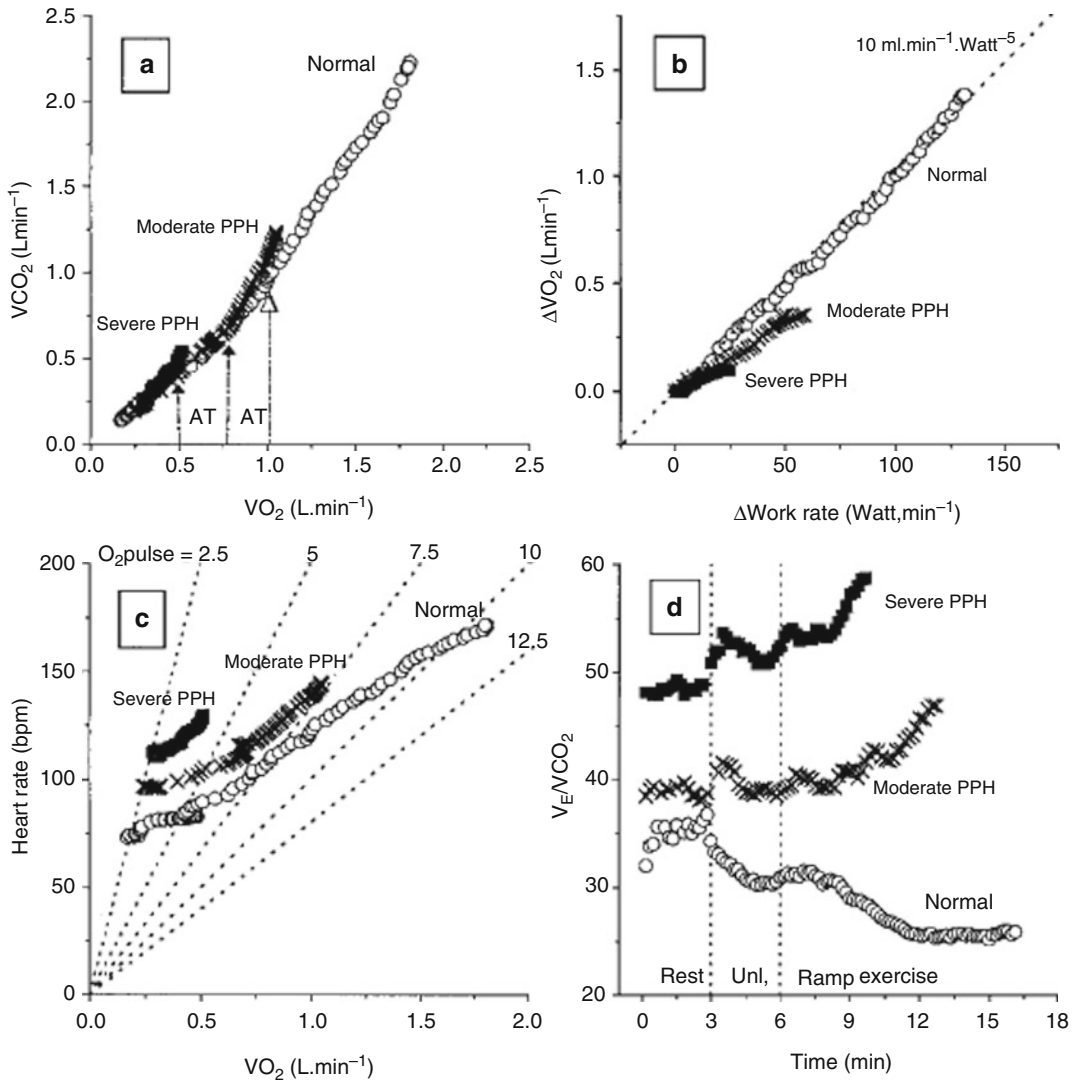 a
Normal
Moderate PPH
Severe PPH
AT AT
VCO₂ (Lmin⁻¹)
2.5
2.0
1.5
1.0
0.5
0.0
0.0 0.5 1.0 1.5 2.0 2.5
VO₂ (L.min⁻¹)
b
10 ml.min⁻¹.Watt⁻⁵
Normal
Moderate PPH
Severe PPH
ΔVO₂ (Lmin⁻¹)
1.5
1.0
0.5
0.0
0 50 100 150
ΔWork rate (Watt,min⁻¹)
c
O₂pulse = 2.5 5 7.5 10
12,5
Normal
Moderate PPH
Severe PPH
Heart rate (bpm)
200
150
100
50
0
0.0 0.5 1.0 1.5 2.0
VO₂ (L.min⁻¹)
d
Severe PPH
Moderate PPH
Normal
Rest Unl, Ramp exercise
V_E/VCO₂
60
50
40
30
20
0 3 6 9 12 15 18
Time (min)